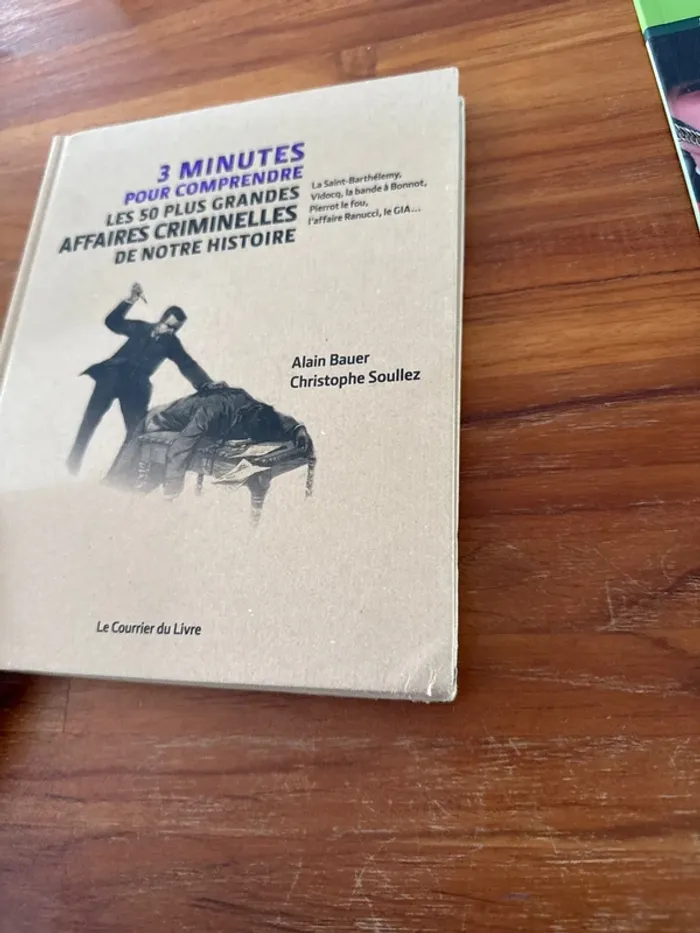 3 MINUTES
POUR COMPRENDRE
LES 50 PLUS GRANDES
AFFAIRES CRIMINELLES
DE NOTRE HISTOIRE
La Saint-Barthélemy,
Vidocq, la bande à Bonnot,
Pierrot le fou,
l'affaire Ranucci, le GIA...
Alain Bauer
Christophe Soullez
Le Courrier du Livre